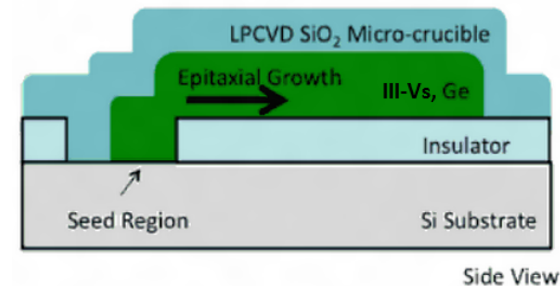 LPCVD SiO₂ Micro-crucible
Epitaxial Growth
III-Vs, Ge
Insulator
Seed Region
Si Substrate
Side View